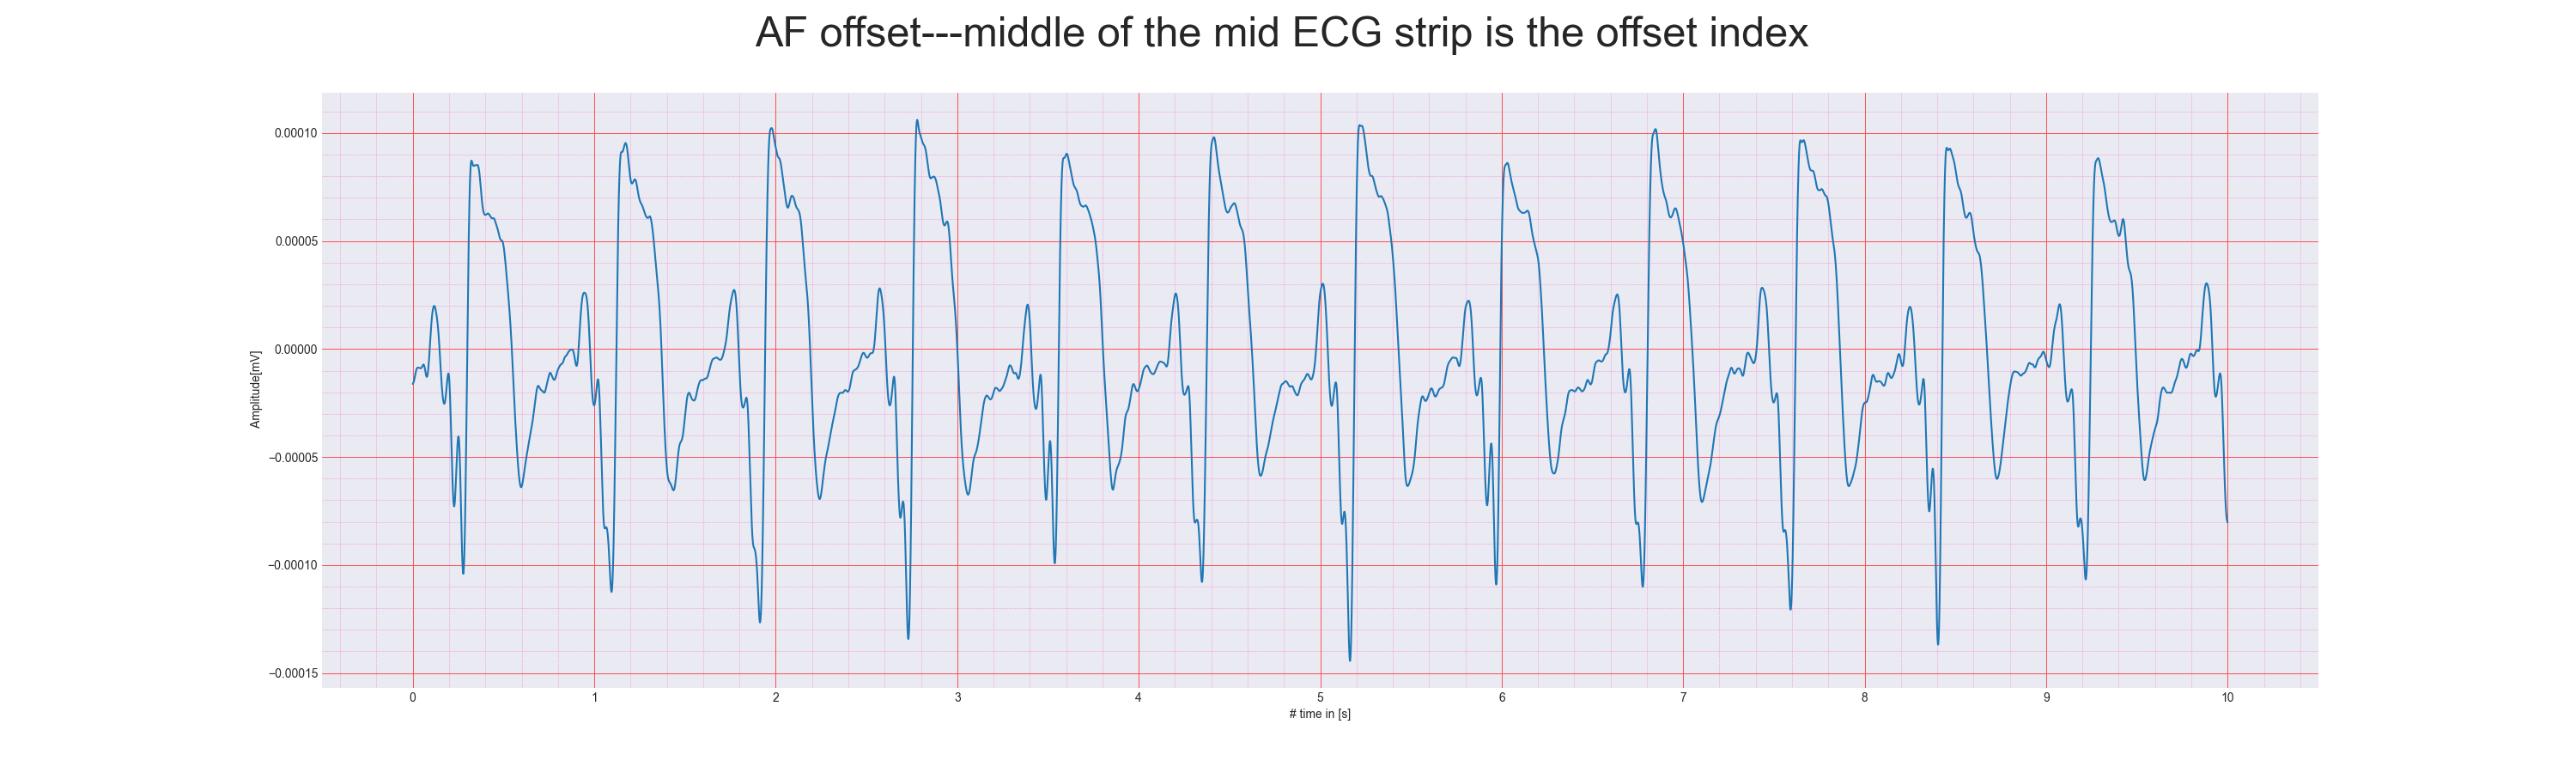 AF offset---middle of the mid ECG strip is the offset index
0.00010
0.00005
0.00000
−0.00005
−0.00010
−0.00015
Amplitude[mV]
0 1 2 3 4 5 6 7 8 9 10
# time in [s]